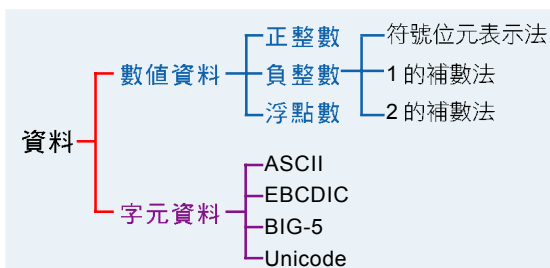 資料
數值資料
正整數
負整數
浮點數
符號位元表示法
1 的補數法
2 的補數法
字元資料
ASCII
EBCDIC
BIG-5
Unicode